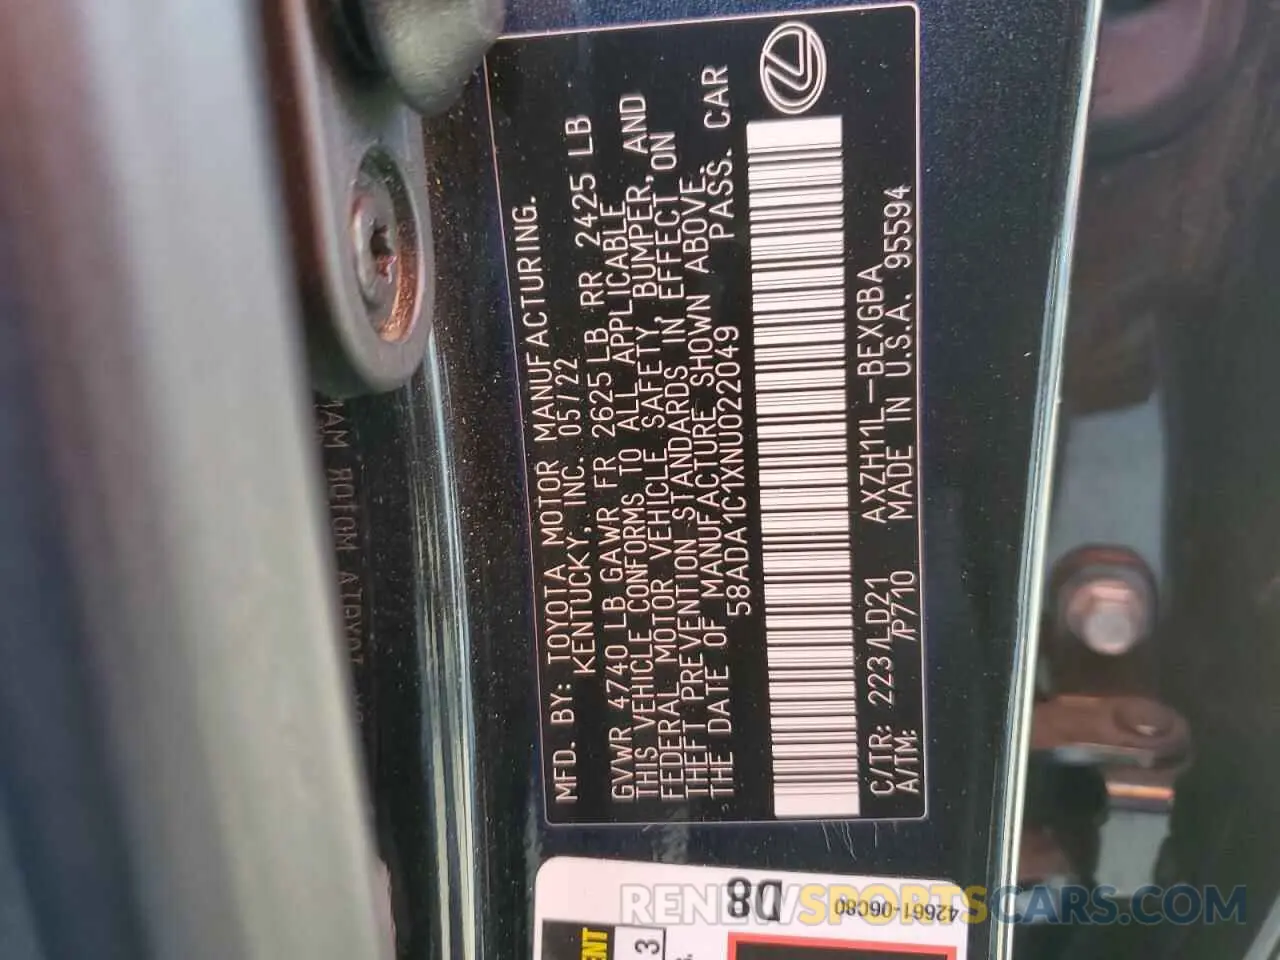 MFD. BY: TOYOTA MOTOR MANUFACTURING.
KENTUCKY, INC. 05/22
GVWR 4740 LB GAWR FR 2625 LB RR 2425 LB
THIS VEHICLE CONFORMS TO ALL APPLICABLE
FEDERAL MOTOR VEHICLE SAFETY, BUMPER, AND
THEFT PREVENTION STANDARDS IN EFFECT ON
THE DATE OF MANUFACTURE SHOWN ABOVE.
58ADA1C1XNU022049 PASS. CAR
C/TR: 223/LD21 AXZH11L-BEXGBA
A/TM: /P710 MADE IN U.S.A. 95594
D8
42661-06C80
3
RENEWSPORTSCARS.COM